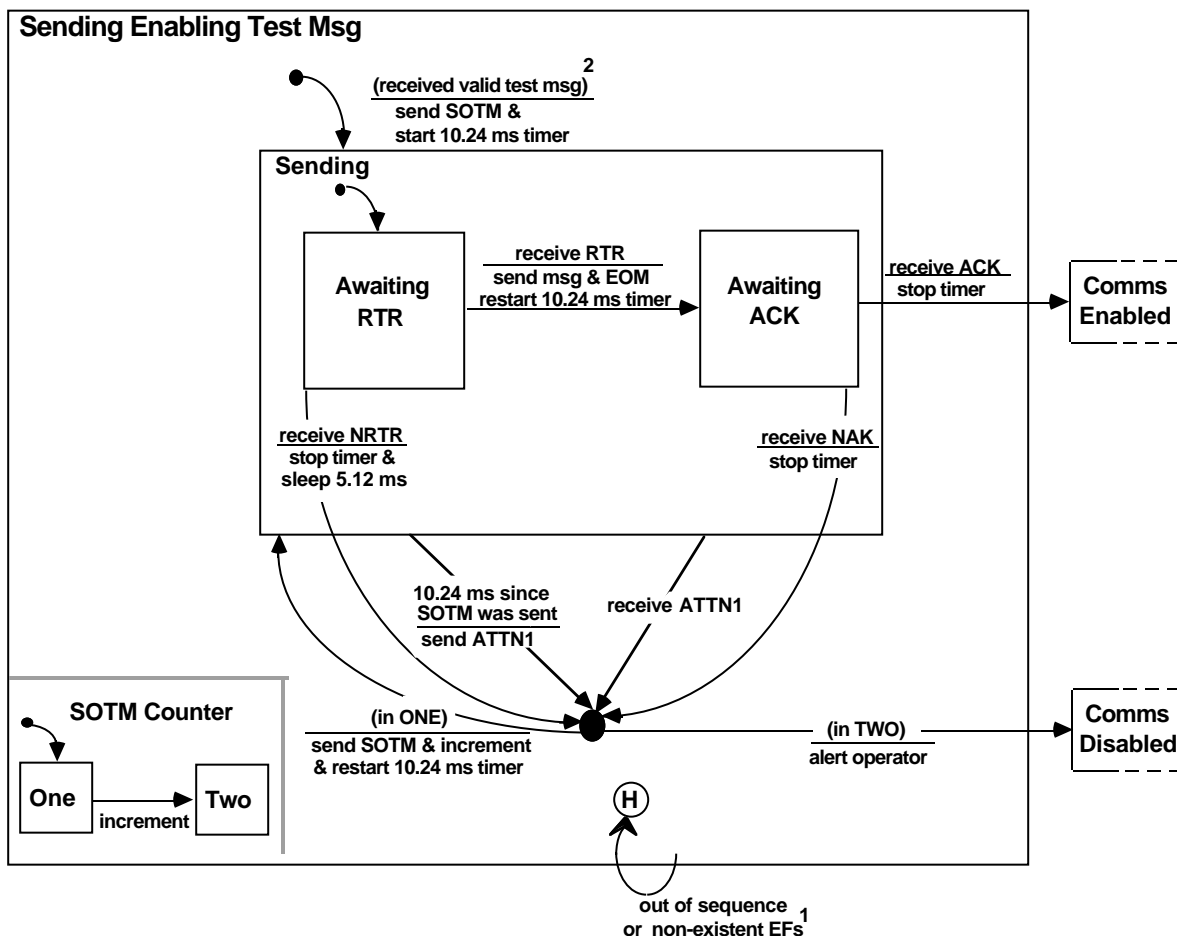 Sending Enabling Test Msg
(received valid test msg)2
send SOTM &
start 10.24 ms timer
Sending
Awaiting
RTR
receive RTR
send msg & EOM
restart 10.24 ms timer
Awaiting
ACK
receive ACK
stop timer
Comms
Enabled
receive NRTR
stop timer &
sleep 5.12 ms
receive NAK
stop timer
10.24 ms since
SOTM was sent
send ATTN1
receive ATTN1
(in ONE)
send SOTM & increment
& restart 10.24 ms timer
(in TWO)
alert operator
Comms
Disabled
SOTM Counter
One
increment
Two
H
out of sequence
or non-existent EFs1